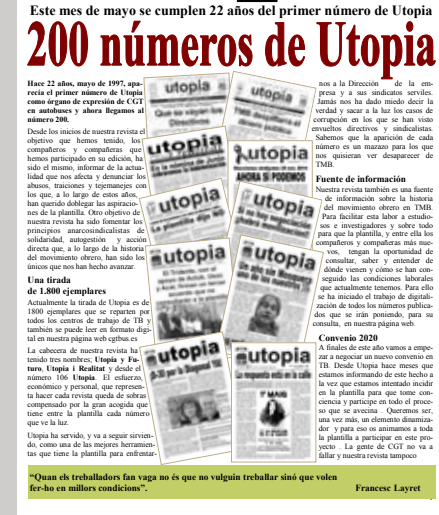 Este mes de mayo se cumplen 22 años del primer número de Utopia
200 números de Utopia
Hace 22 años, mayo de 1997, apa-
recía el primer número de Utopia
como órgano de expresión de CGT
en autobuses y ahora llegamos al
número 200.
Desde los inicios de nuestra revista el
objetivo que hemos tenido, los
compañeros y compañeras que
hemos participado en su edición, ha
sido el mismo, informar de la actua-
lidad que nos afecta y denunciar los
abusos, traiciones y tejemanejes con
los que, a lo largo de estos años,
han querido doblegar las aspiracio-
nes de la plantilla. Otro objetivo de
nuestra revista ha sido fomentar los
principios anarcosindicalistas de
solidaridad, autogestión y acción
directa que, a lo largo de la historia
del movimiento obrero, han sido los
únicos que nos han hecho avanzar.
Una tirada
de 1.800 ejemplares
Actualmente la tirada de Utopia es de
1800 ejemplares que se reparten por
todos los centros de trabajo de TB y
también se puede leer en formato digi-
tal en nuestra página web cgtbus.es
La cabecera de nuestra revista ha
tenido tres nombres; Utopia y Fu-
turo, Utopia i Realitat y desde el
número 106 Utopia. El esfuerzo,
económico y personal, que represen-
ta hacer cada revista queda de sobras
compensado por la gran acogida que
tiene entre la plantilla cada número
que ve la luz.
Utopia ha servido, y va a seguir sirvien-
do, como una de las mejores herramien-
tas que tiene la plantilla para enfrentar-
utopia
utopia
utopia
utopia
AHORA SI PODEMOS
utopia
utopia
utopia
utopia
utopia
utopia
La respuesta está en la calle
1º MAIG
nos a la Dirección de la em-
presa y a sus sindicatos serviles.
Jamás nos ha dado miedo decir la
verdad y sacar a la luz los casos de
corrupción en los que se han visto
envueltos directivos y sindicalistas.
Sabemos que la aparición de cada
número es un mazazo para los que
nos quisieran ver desaparecer de
TMB.
Fuente de información
Nuestra revista también es una fuente
de información sobre la historia
del movimiento obrero en TMB.
Para facilitar esta labor a estudio-
sos e investigadores y sobre todo
para que la plantilla, y entre ella los
compañeros y compañeras más nue-
vos, tengan la oportunidad de
consultar, saber y entender de
dónde vienen y cómo se han con-
seguido las condiciones laborales
que actualmente tenemos. Para ello
se ha iniciado el trabajo de digitali-
zación de todos los números publica-
dos que se irán poniendo, para su
consulta, en nuestra página web.
Convenio 2020
A finales de este año vamos a empe-
zar a negociar un nuevo convenio en
TB. Desde Utopia hace meses que
estamos informando de este hecho a
la vez que estamos intentado incidir
en la plantilla para que tome con-
ciencia y participe en todo el proce-
so que se avecina . Queremos ser,
una vez más, un elemento dinamiza-
dor y para eso os animamos a toda
la plantilla a participar en este pro-
yecto La gente de CGT no va a
fallar y nuestra revista tampoco
“Quan els treballadors fan vaga no és que no vulguin treballar sinó que volen
fer-ho en millors condicions”.
Francesc Layret